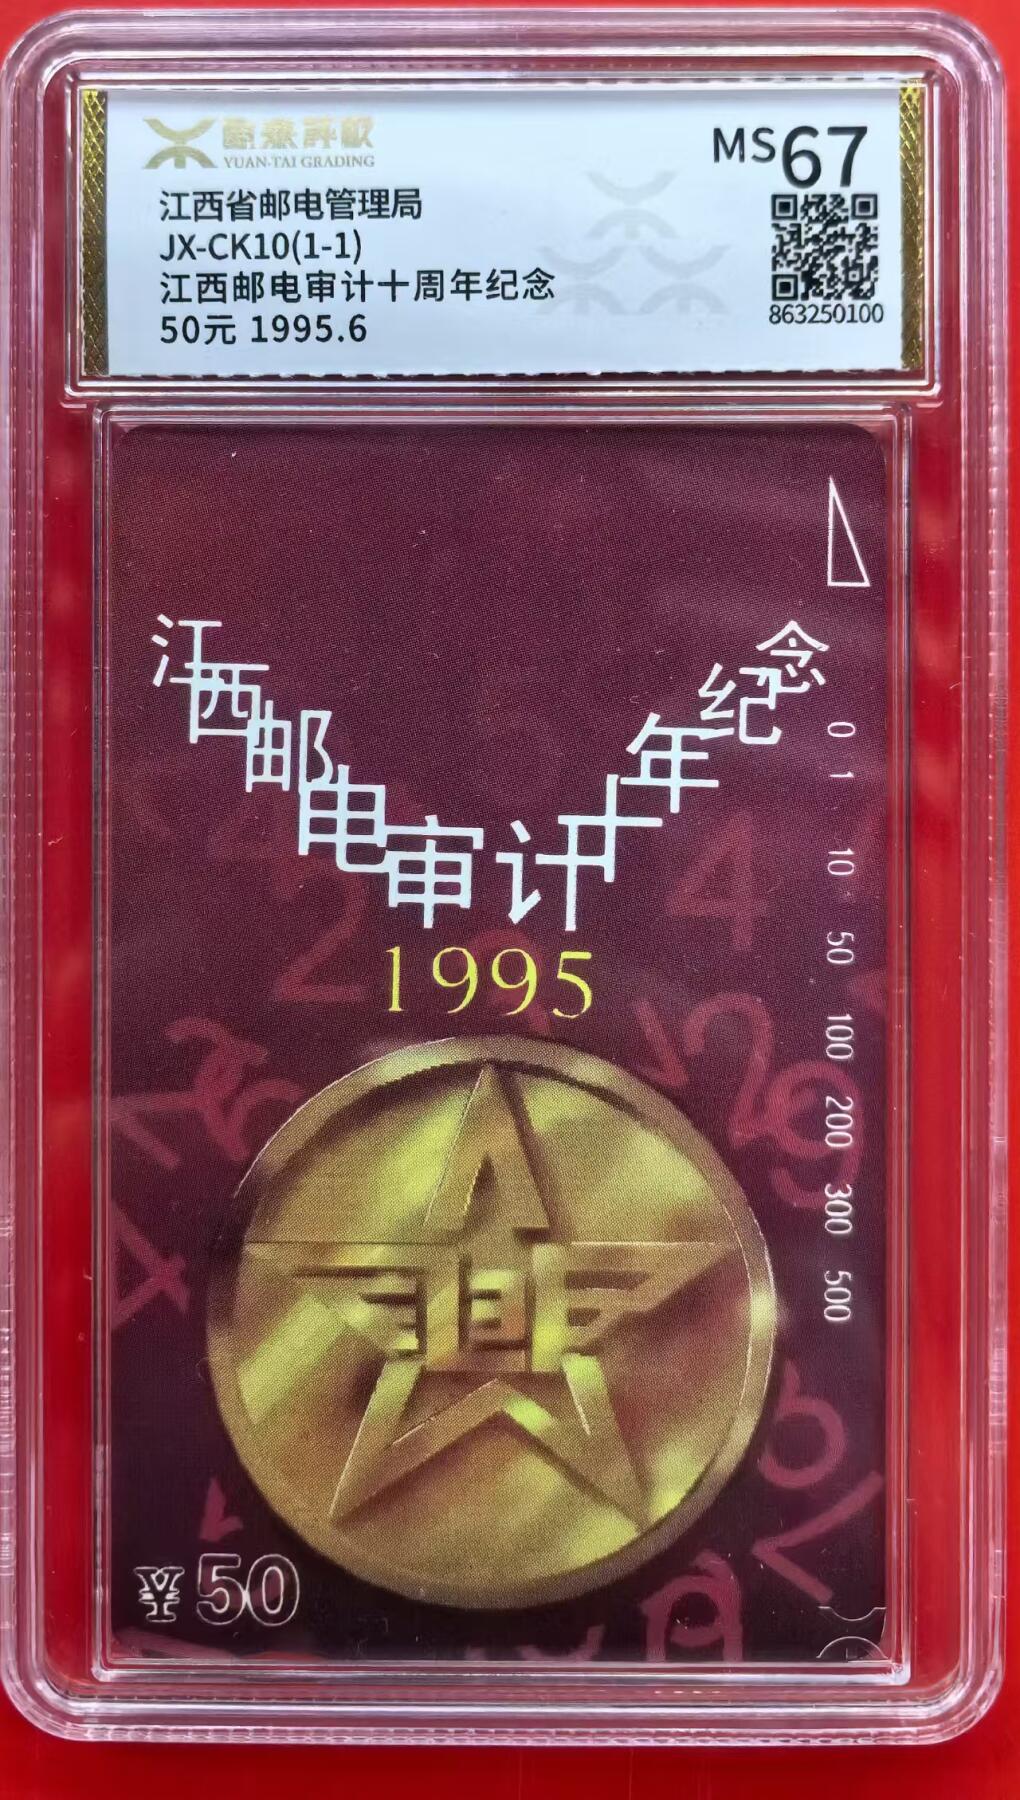 源泰评级
YUAN-TAI GRADING
MS67
江西省邮电管理局
JX-CK10(1-1)
江西邮电审计十周年纪念
50元 1995.6
863250100
江西邮电审计十年纪念
1995
0 1 10 50 100 200 300 500
¥50